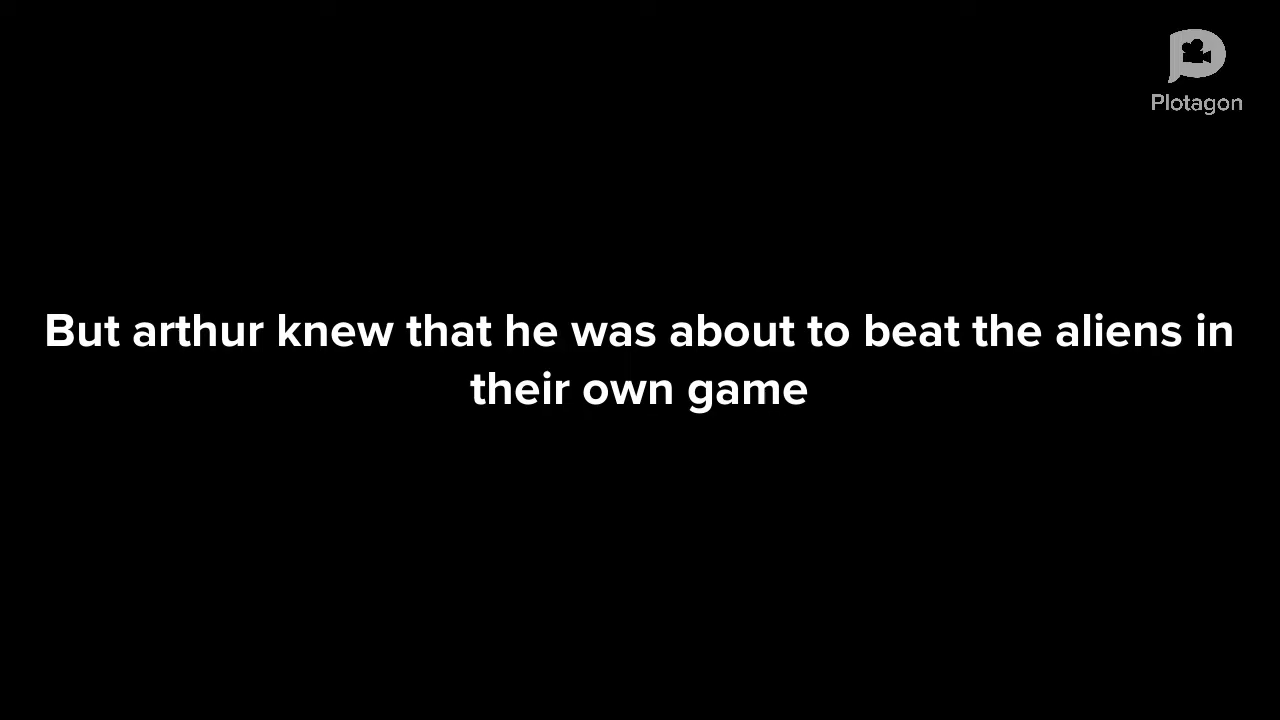 Plotagon
But arthur knew that he was about to beat the aliens in
their own game